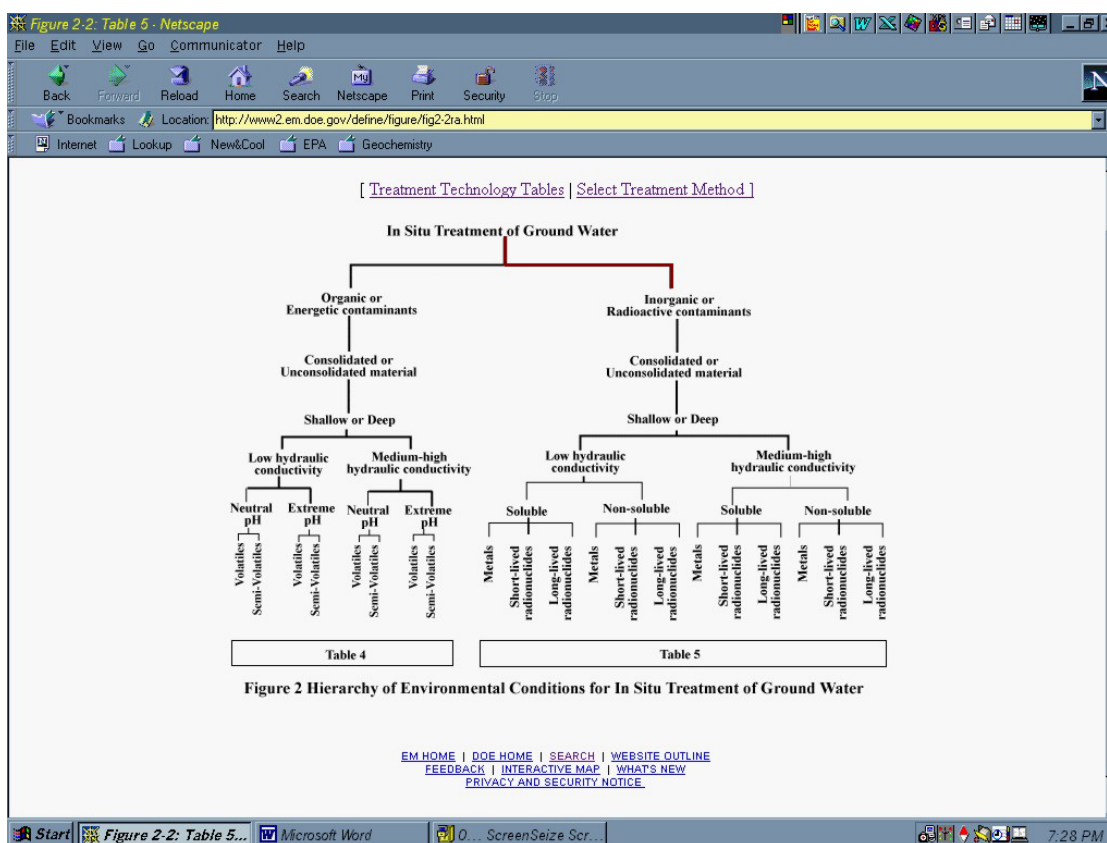 Figure 2-2: Table 5 - Netscape
File Edit View Go Communicator Help
Back Forward Reload Home Search Netscape Print Security Stop
Bookmarks Location: http://www2.em.doe.gov/define/figure/fig2-2ra.html
Internet Lookup New&Cool EPA Geochemistry
[ Treatment Technology Tables | Select Treatment Method ]
In Situ Treatment of Ground Water
Organic or
Energetic contaminants
Inorganic or
Radioactive contaminants
Consolidated or
Unconsolidated material
Consolidated or
Unconsolidated material
Shallow or Deep
Shallow or Deep
Low hydraulic
conductivity
Medium-high
hydraulic conductivity
Low hydraulic
conductivity
Medium-high
hydraulic conductivity
Neutral
pH
Extreme
pH
Neutral
pH
Extreme
pH
Soluble
Non-soluble
Soluble
Non-soluble
Volatiles
Semi-Volatiles
Volatiles
Semi-Volatiles
Volatiles
Semi-Volatiles
Volatiles
Semi-Volatiles
Metals
Short-lived
radionuclides
Long-lived
radionuclides
Metals
Short-lived
radionuclides
Long-lived
radionuclides
Metals
Short-lived
radionuclides
Long-lived
radionuclides
Metals
Short-lived
radionuclides
Long-lived
radionuclides
Table 4
Table 5
Figure 2 Hierarchy of Environmental Conditions for In Situ Treatment of Ground Water
EM HOME | DOE HOME | SEARCH | WEBSITE OUTLINE
FEEDBACK | INTERACTIVE MAP | WHAT'S NEW
PRIVACY AND SECURITY NOTICE
Start Figure 2-2: Table 5... Microsoft Word 0... ScreenSeize Scr... 7:28 PM